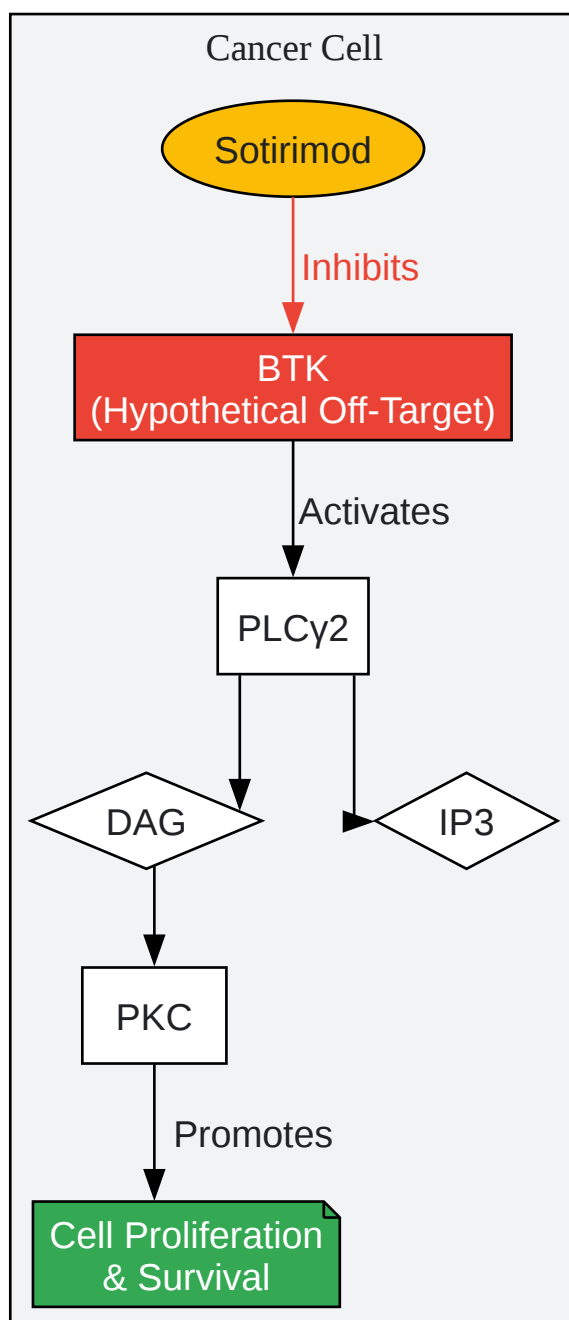 Cancer Cell
Sotirimod
Inhibits
BTK
(Hypothetical Off-Target)
Activates
PLCγ2
DAG
IP3
PKC
Promotes
Cell Proliferation
& Survival